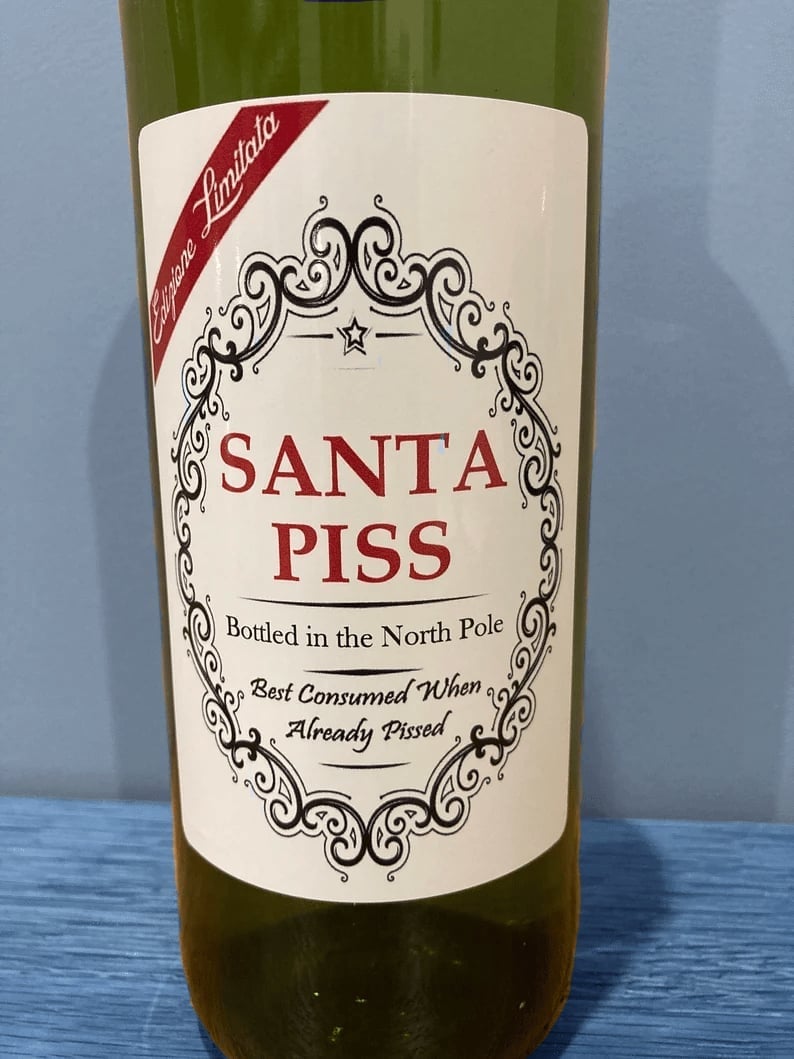 Edizione Limitata
SANTA
PISS
Bottled in the North Pole
Best Consumed When
Already Pissed